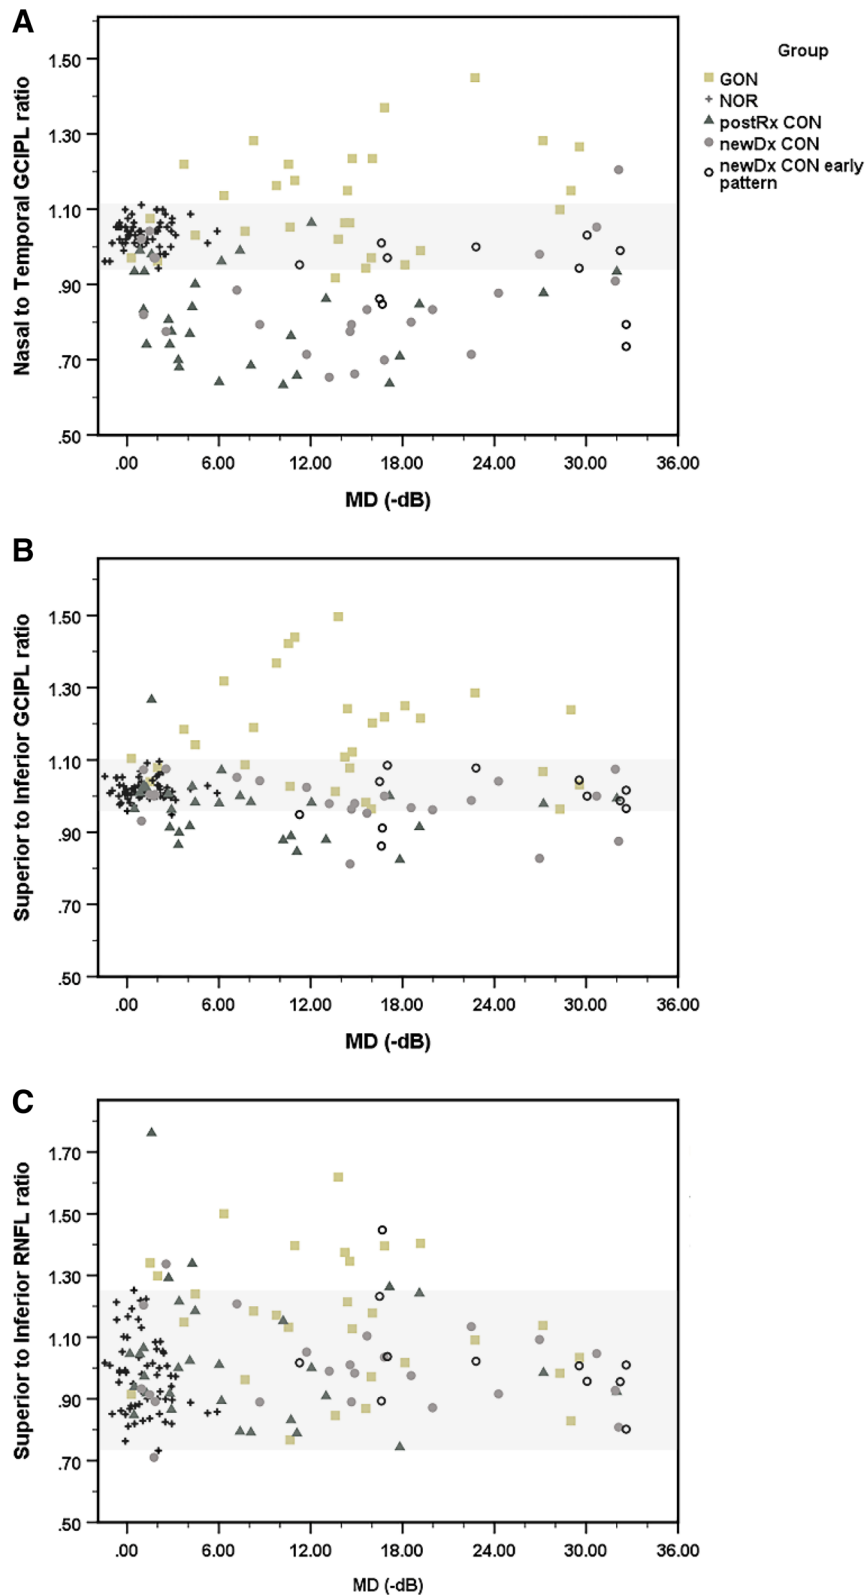 A
Nasal to Temporal GCIPL ratio
1.50
1.30
1.10
.90
.70
.50
.00 6.00 12.00 18.00 24.00 30.00 36.00
MD (-dB)
Group
GON
NOR
postRx CON
newDx CON
newDx CON early
pattern
B
Superior to Inferior GCIPL ratio
1.50
1.30
1.10
.90
.70
.50
.00 6.00 12.00 18.00 24.00 30.00 36.00
MD (-dB)
C
Superior to Inferior RNFL ratio
1.70
1.50
1.30
1.10
.90
.70
.50
.00 6.00 12.00 18.00 24.00 30.00 36.00
MD (-dB)